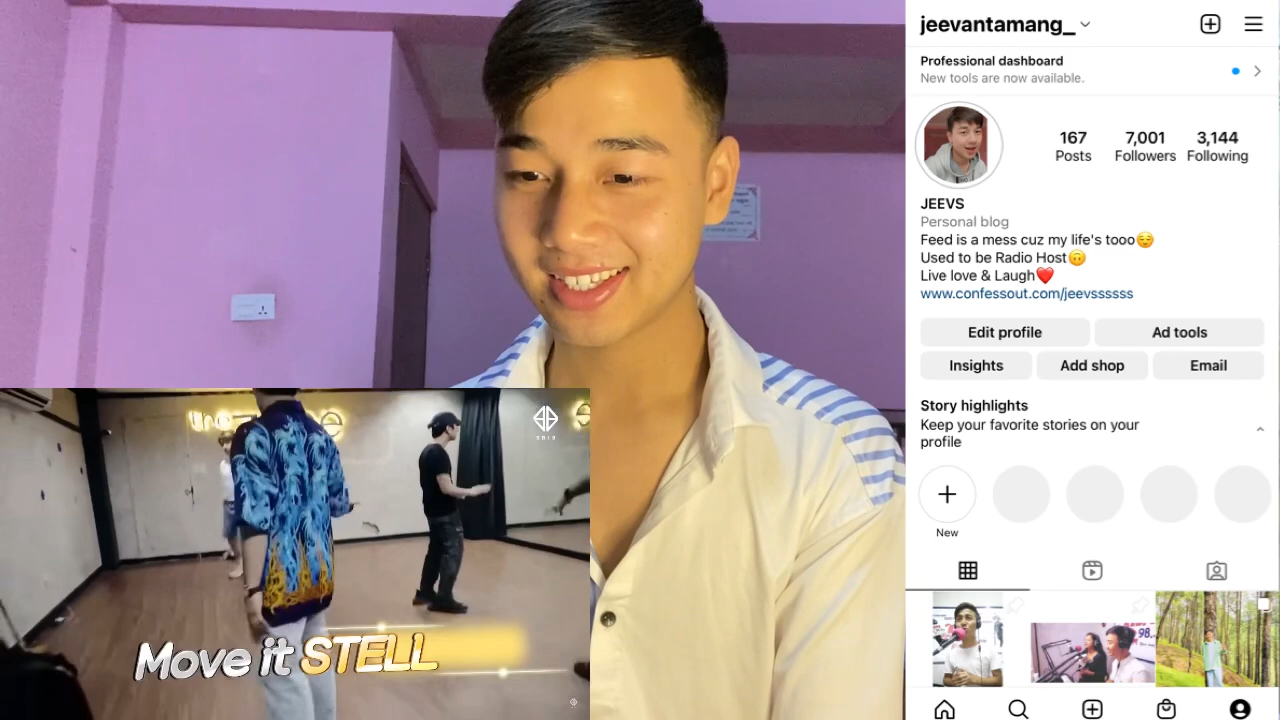 jeevantamang_
Professional dashboard
New tools are now available.
167
7,001
3,144
Posts
Followers
Following
JEEVS
Personal blog
Feed is a mess cuz my life's tooo😌
Used to be Radio Host🙃
Live love & Laugh❤️
www.confessout.com/jeevssssss
Edit profile
Ad tools
Insights
Add shop
Email
Story highlights
Keep your favorite stories on your
profile
New
98.
SB19
Move it STELL